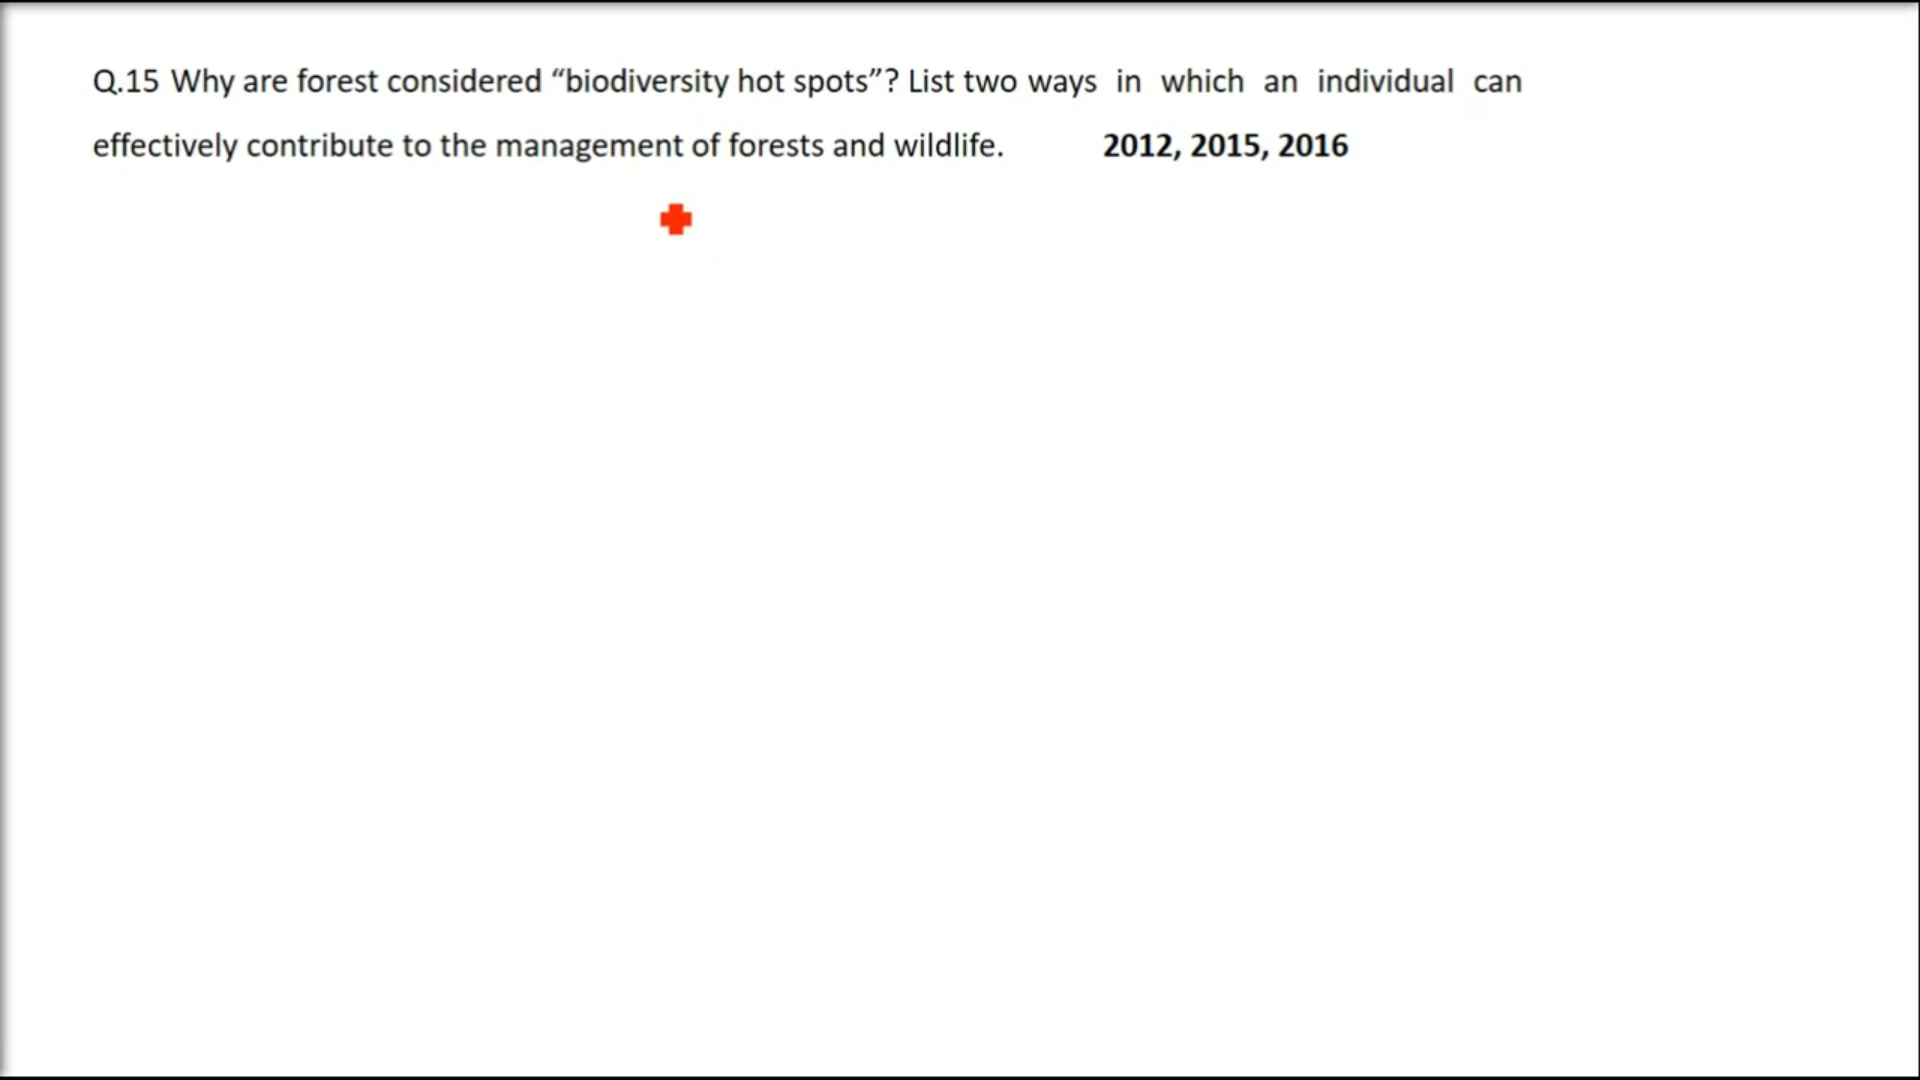 Q.15 Why are forest considered “biodiversity hot spots”? List two ways in which an individual can
effectively contribute to the management of forests and wildlife. 2012, 2015, 2016